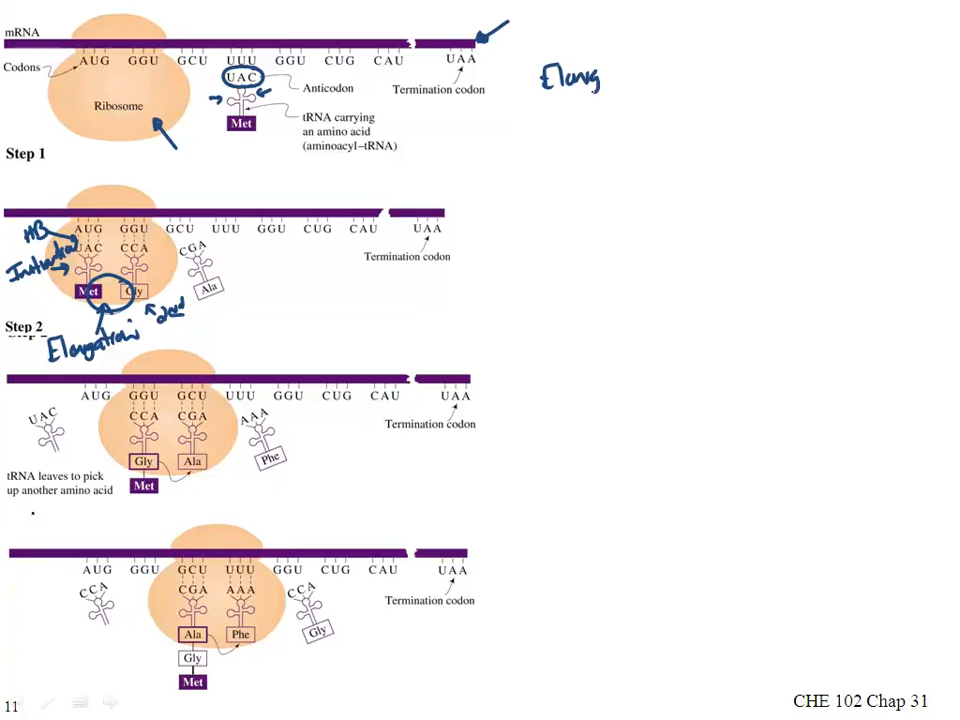 mRNA
AUG GGU GCU UUU GGU CUG CAU UAA
Codons
UAC
Anticodon
Termination codon
Elong
Ribosome
tRNA carrying
an amino acid
(aminoacyl–tRNA)
Met
Step 1
AUG GGU GCU UUU GGU CUG CAU UAA
HB
UAC CCA CGA
Termination codon
Initiation
Met Gly Ala
2nd
Step 2
Elongation
AUG GGU GCU UUU GGU CUG CAU UAA
UAC CCA CGA AAA
Termination codon
Gly Ala Phe
tRNA leaves to pick
up another amino acid
Met
AUG GGU GCU UUU GGU CUG CAU UAA
CCA CGA AAA CCA
Termination codon
Ala Phe Gly
Gly
Met
11
CHE 102 Chap 31